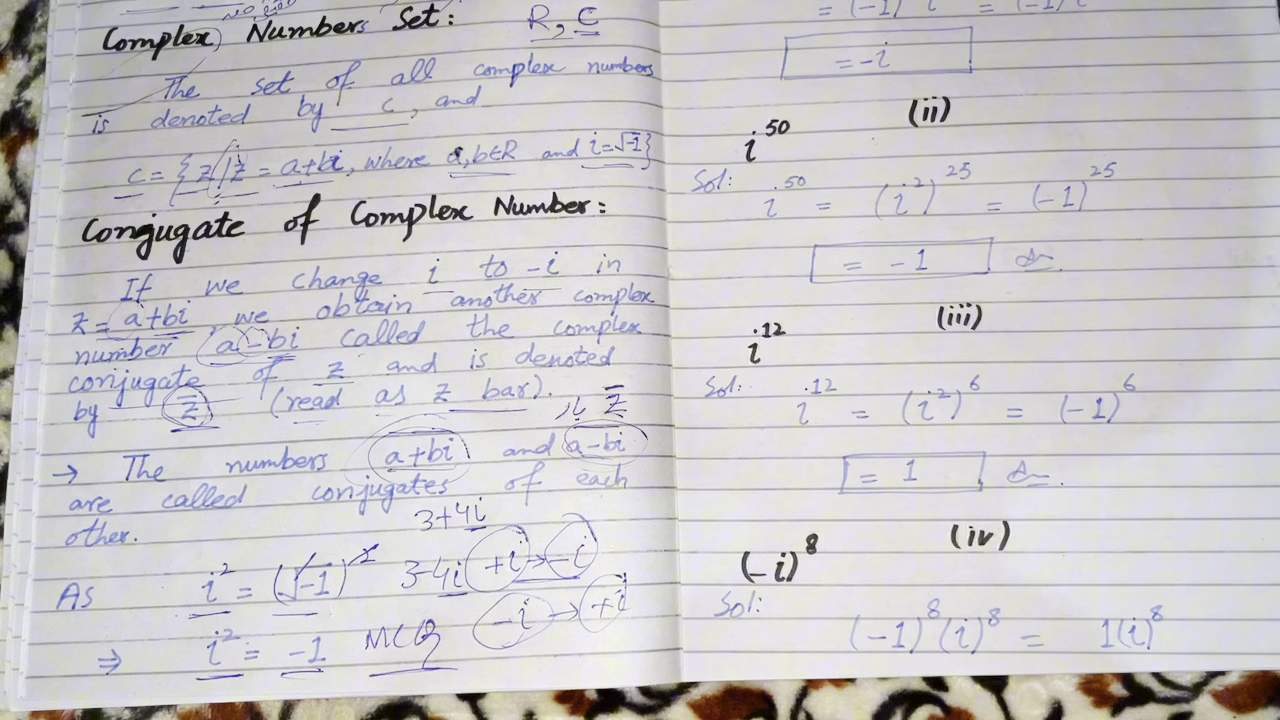 Complex Numbers Set: R, C
The set of all complex numbers
is denoted by C, and
C = {z | z = a+bi, where a,b∈R and i=√-1}
Conjugate of Complex Number:
If we change i to -i in
z = a+bi, we obtain another complex
number a-bi called the complex
conjugate of z and is denoted
by z̅ (read as z bar).
z̅
→ The numbers a+bi and a-bi
are called conjugates of each
other.
3+4i
As i² = (√-1)² 3-4i +i → -i
-i → +i
⇒ i² = -1 MCQ
= (-1) i = (-1) i
= -i
(ii)
i⁵⁰
Sol: i⁵⁰ = (i²)²⁵ = (-1)²⁵
= -1
(iii)
i¹²
Sol: i¹² = (i²)⁶ = (-1)⁶
= 1
(iv)
(-i)⁸
Sol:
(-1)⁸(i)⁸ = 1(i)⁸